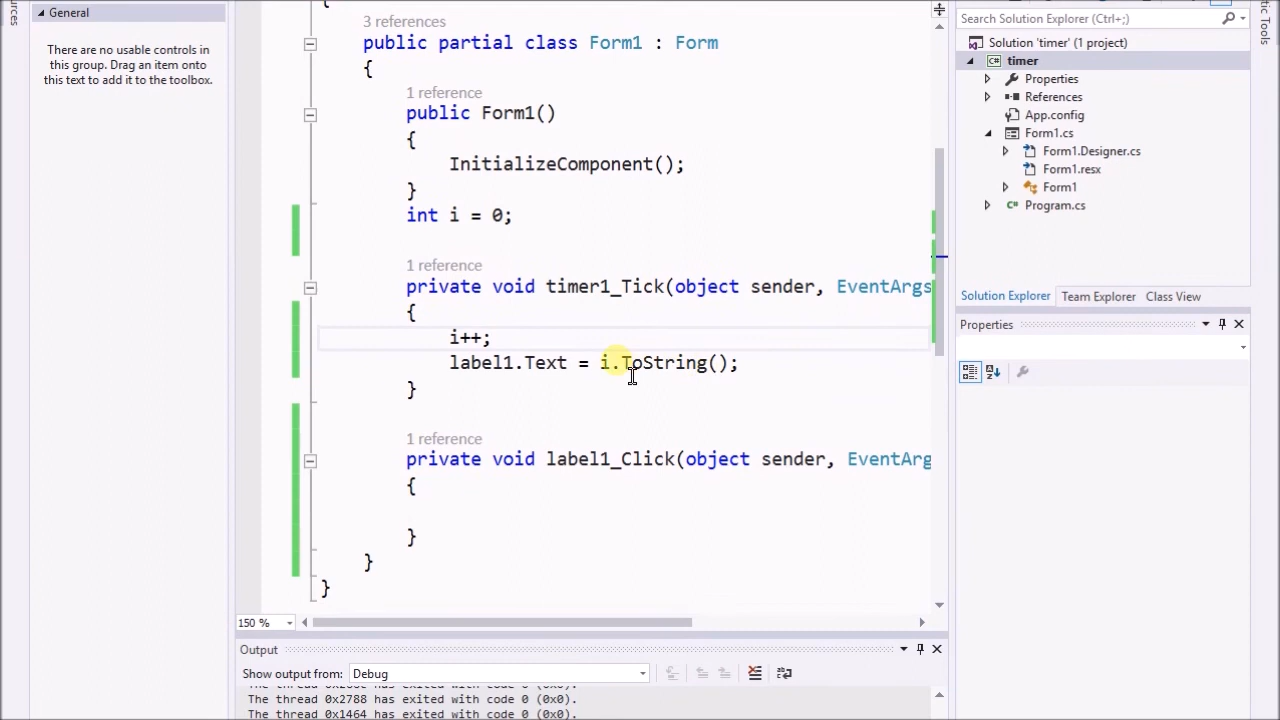 General
There are no usable controls in
this group. Drag an item onto
this text to add it to the toolbox.
{
3 references
public partial class Form1 : Form
{
1 reference
public Form1()
{
InitializeComponent();
}
int i = 0;
1 reference
private void timer1_Tick(object sender, EventArgs
{
i++;
label1.Text = i.ToString();
}
1 reference
private void label1_Click(object sender, EventArg
{
}
}
}
150 %
Output
Show output from: Debug
The thread 0x2788 has exited with code 0 (0x0).
The thread 0x1464 has exited with code 0 (0x0).
Search Solution Explorer (Ctrl+;)
Solution 'timer' (1 project)
C# timer
Properties
References
App.config
Form1.cs
Form1.Designer.cs
Form1.resx
Form1
C# Program.cs
Solution Explorer Team Explorer Class View
Properties